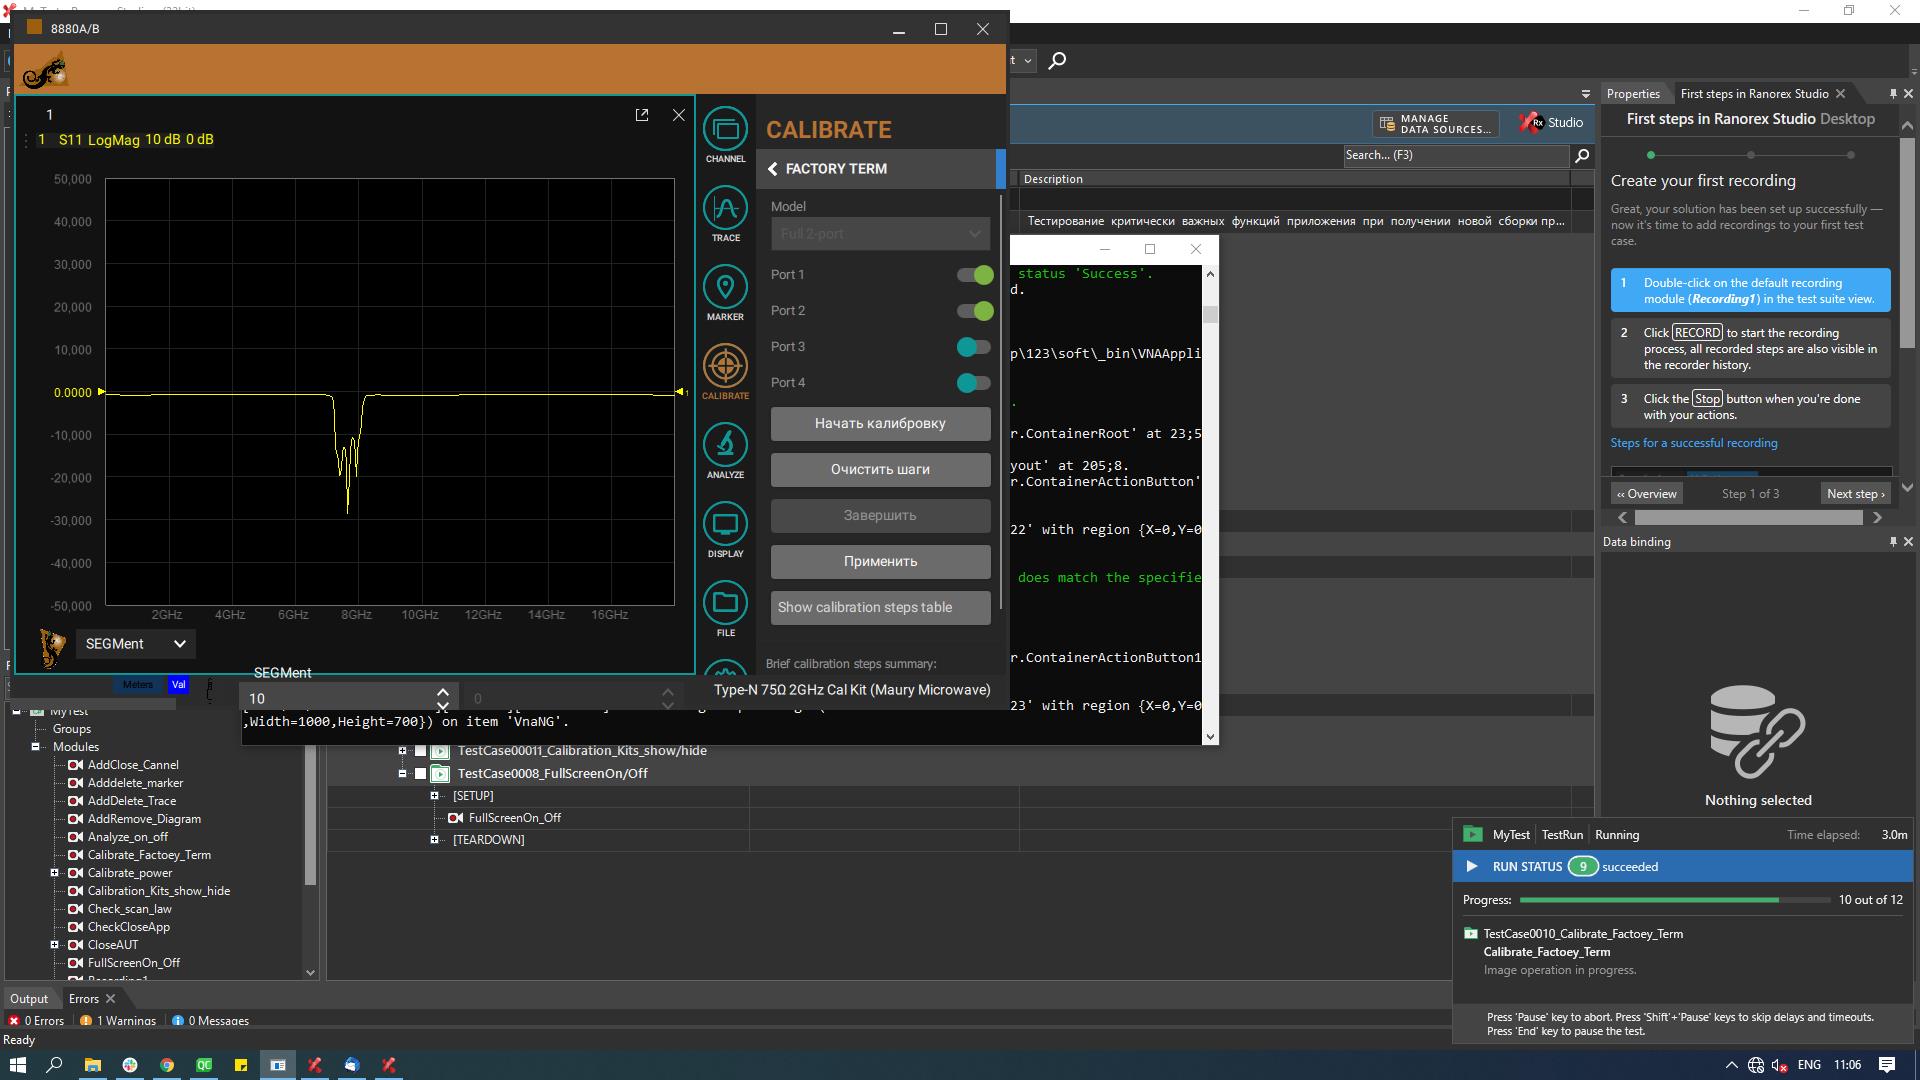 8880A/B
1
1 S11 LogMag 10 dB 0 dB
50,000
40,000
30,000
20,000
10,000
0.0000
-10,000
-20,000
-30,000
-40,000
-50,000
1
2GHz 4GHz 6GHz 8GHz 10GHz 12GHz 14GHz 16GHz
SEGMent
Meters Val
SEGMent
10
0
CHANNEL
TRACE
MARKER
CALIBRATE
ANALYZE
DISPLAY
FILE
CALIBRATE
FACTORY TERM
Model
Full 2-port
Port 1
Port 2
Port 3
Port 4
Начать калибровку
Очистить шаги
Завершить
Применить
Show calibration steps table
Brief calibration steps summary:
Type-N 75Ω 2GHz Cal Kit (Maury Microwave)
MANAGE
DATA SOURCES...
Rx Studio
Search... (F3)
Description
Тестирование критически важных функций приложения при получении новой сборки пр...
status 'Success'.
d.
p\123\soft\_bin\VNAAppli
.
r.ContainerRoot' at 23;5
yout' at 205;8.
r.ContainerActionButton'
22' with region {X=0,Y=0
does match the specifie
r.ContainerActionButton1
23' with region {X=0,Y=0
,Width=1000,Height=700}) on item 'VnaNG'.
MyTest
Groups
Modules
AddClose_Cannel
Adddelete_marker
AddDelete_Trace
AddRemove_Diagram
Analyze_on_off
Calibrate_Factoey_Term
Calibrate_power
Calibration_Kits_show_hide
Check_scan_law
CheckCloseApp
CloseAUT
FullScreenOn_Off
Recording1
TestCase00011_Calibration_Kits_show/hide
TestCase0008_FullScreenOn/Off
[SETUP]
FullScreenOn_Off
[TEARDOWN]
Properties
First steps in Ranorex Studio
First steps in Ranorex Studio Desktop
Create your first recording
Great, your solution has been set up successfully —
now it's time to add recordings to your first test
case.
1 Double-click on the default recording
module (Recording1) in the test suite view.
2 Click RECORD to start the recording
process, all recorded steps are also visible in
the recorder history.
3 Click the Stop button when you're done
with your actions.
Steps for a successful recording
‹‹ Overview
Step 1 of 3
Next step ›
Data binding
Nothing selected
MyTest TestRun Running
Time elapsed: 3.0m
RUN STATUS 9 succeeded
Progress:
10 out of 12
TestCase0010_Calibrate_Factoey_Term
Calibrate_Factoey_Term
Image operation in progress.
Press 'Pause' key to abort. Press 'Shift'+'Pause' keys to skip delays and timeouts.
Press 'End' key to pause the test.
Output
Errors
0 Errors
1 Warnings
0 Messages
Ready
QC
ENG
11:06